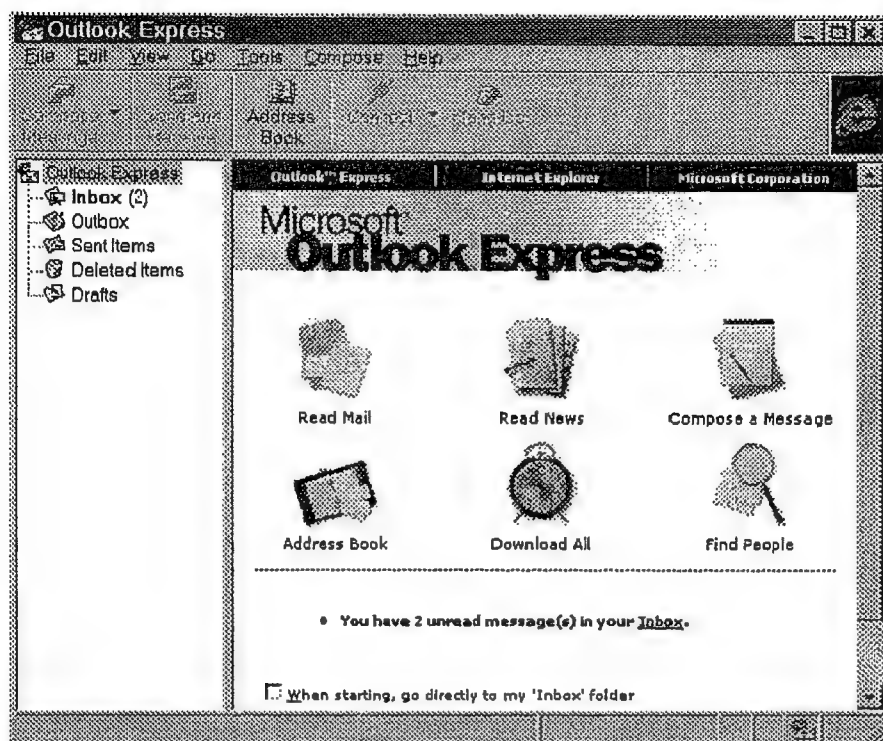 Outlook Express
File Edit View Go Tools Compose Help
Address Book
Outlook Express
Inbox (2)
Outbox
Sent Items
Deleted Items
Drafts
Outlook™ Express Internet Explorer Microsoft Corporation
Microsoft
Outlook Express
Read Mail Read News Compose a Message
Address Book Download All Find People
• You have 2 unread message(s) in your Inbox.
When starting, go directly to my 'Inbox' folder